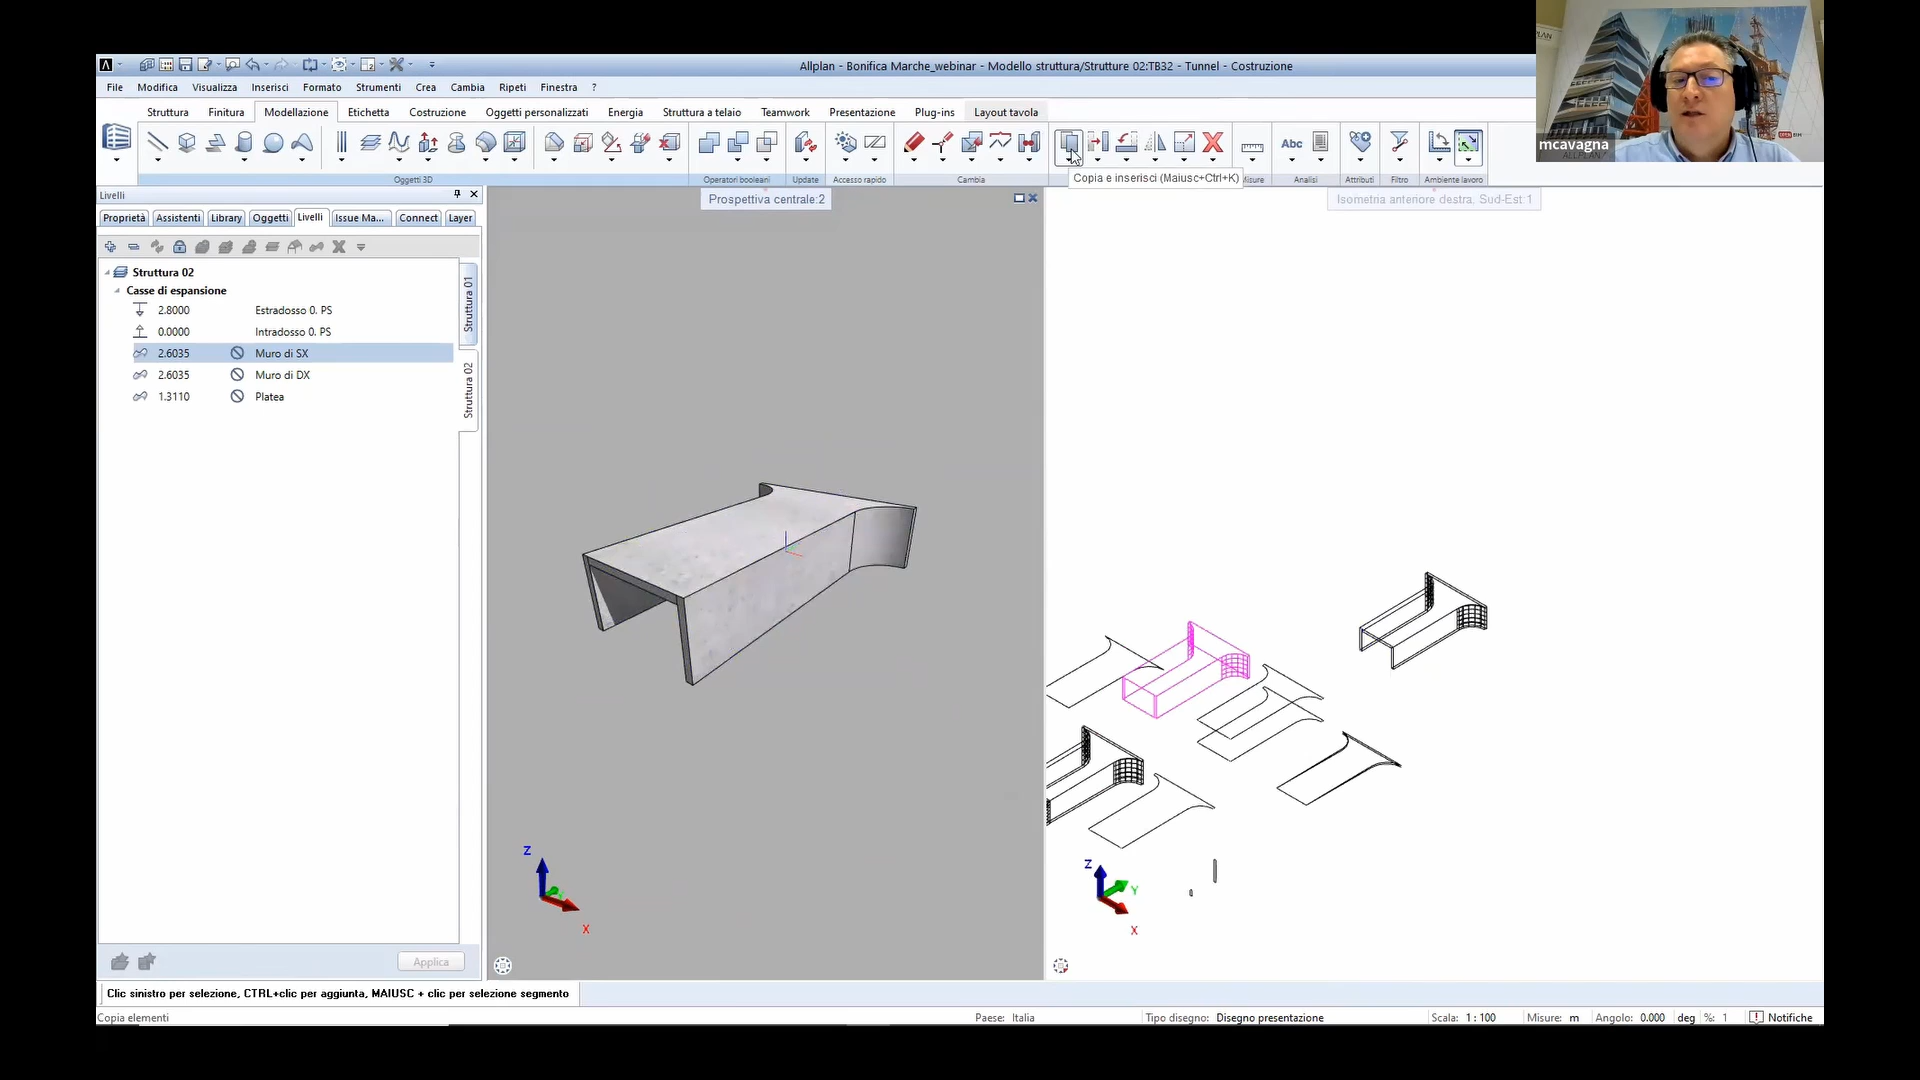 Allplan - Bonifica Marche_webinar - Modello struttura/Strutture 02:TB32 - Tunnel - Costruzione
File Modifica Visualizza Inserisci Formato Strumenti Crea Cambia Ripeti Finestra ?
Struttura Finitura Modellazione Etichetta Costruzione Oggetti personalizzati Energia Struttura a telaio Teamwork Presentazione Plug-ins Layout tavola
Abc
Oggetti 3D Operatori booleani Update Accesso rapido Cambia Analisi Attributi Filtro Ambiente lavoro
Copia e inserisci (Maiusc+Ctrl+K)
mcavagna
Livelli
Proprietà Assistenti Library Oggetti Livelli Issue Ma... Connect Layer
Prospettiva centrale:2
Isometria anteriore destra, Sud-Est:1
Struttura 02
Casse di espansione
2.8000 Estradosso 0. PS
0.0000 Intradosso 0. PS
2.6035 Muro di SX
2.6035 Muro di DX
1.3110 Platea
Struttura 01
Struttura 02
Z
X
Z
Y
X
Applica
Clic sinistro per selezione, CTRL+clic per aggiunta, MAIUSC + clic per selezione segmento
Copia elementi
Paese: Italia Tipo disegno: Disegno presentazione Scala: 1 : 100 Misure: m Angolo: 0.000 deg %: 1 Notifiche